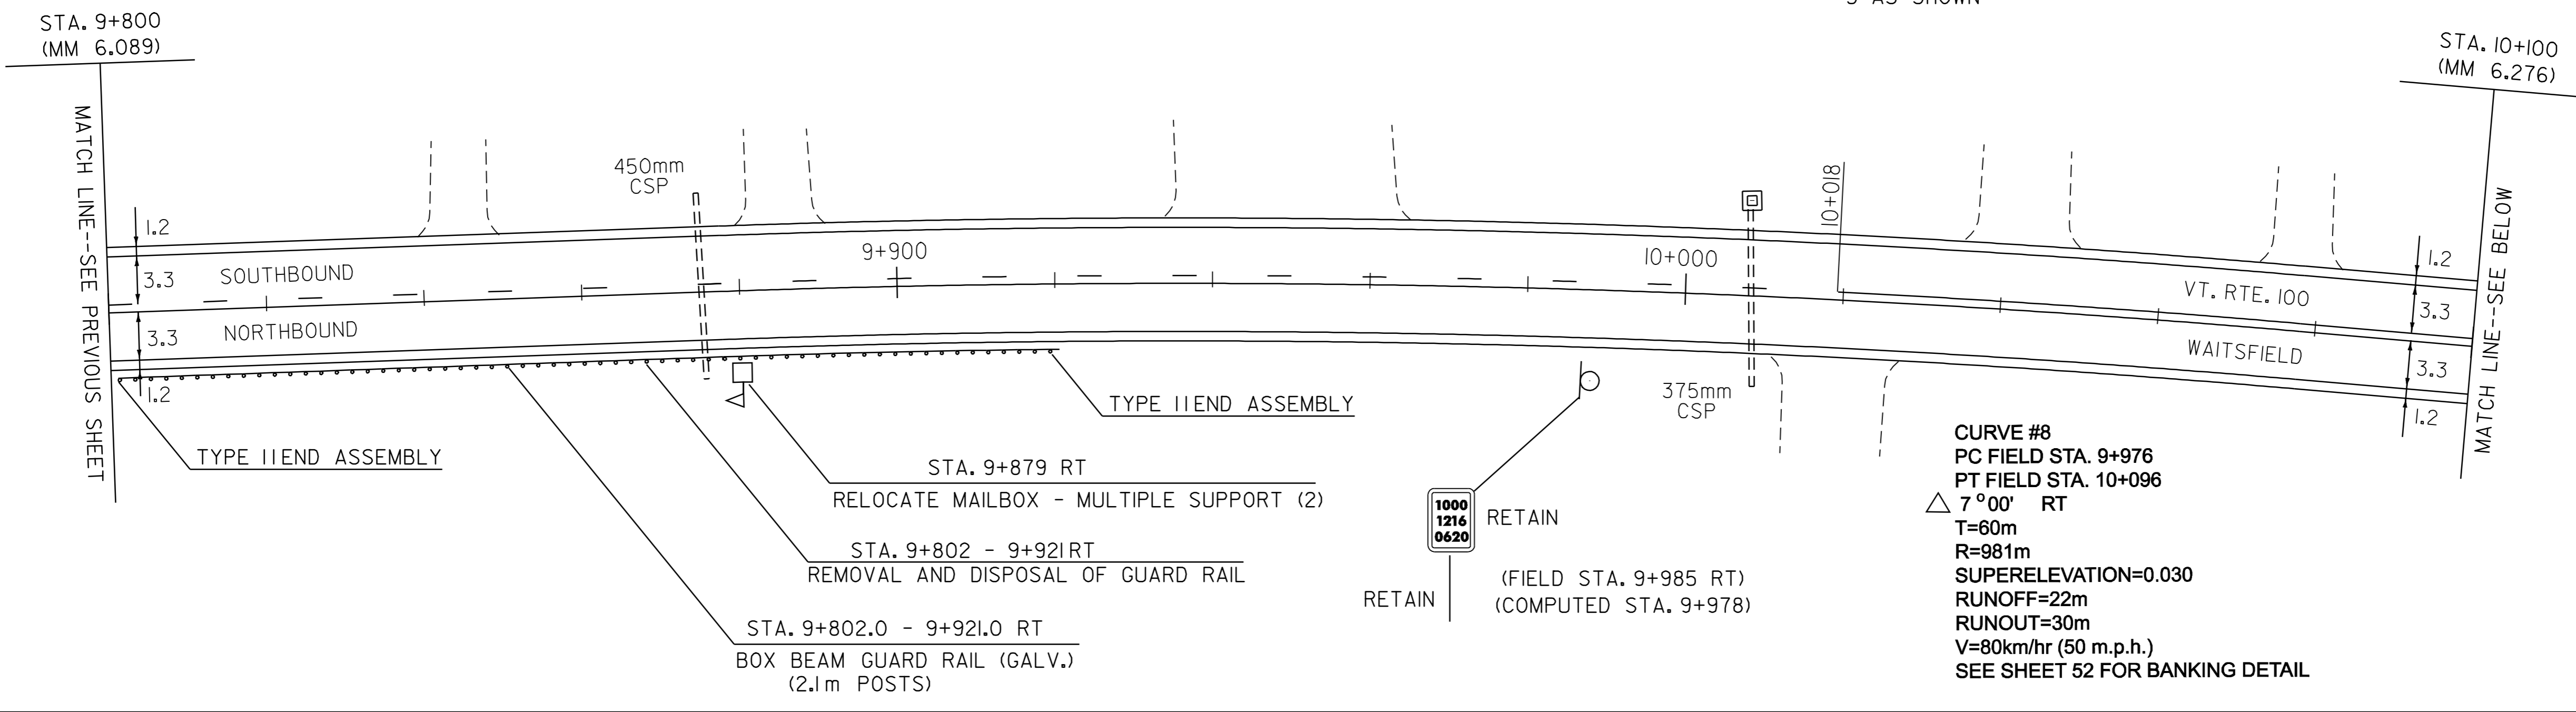 S AS SHOWN
STA. 9+800
(MM 6.089)
STA. 10+100
(MM 6.276)
MATCH LINE--SEE PREVIOUS SHEET
MATCH LINE--SEE BELOW
450mm
CSP
10+018
1.2
3.3
3.3
1.2
SOUTHBOUND
NORTHBOUND
9+900
10+000
VT. RTE. 100
WAITSFIELD
1.2
3.3
3.3
1.2
375mm
CSP
TYPE II END ASSEMBLY
TYPE II END ASSEMBLY
STA. 9+879 RT
RELOCATE MAILBOX - MULTIPLE SUPPORT (2)
STA. 9+802 - 9+921 RT
REMOVAL AND DISPOSAL OF GUARD RAIL
STA. 9+802.0 - 9+921.0 RT
BOX BEAM GUARD RAIL (GALV.)
(2.1m POSTS)
1000
1216
0620
RETAIN
RETAIN
(FIELD STA. 9+985 RT)
(COMPUTED STA. 9+978)
CURVE #8
PC FIELD STA. 9+976
PT FIELD STA. 10+096
△ 7°00' RT
T=60m
R=981m
SUPERELEVATION=0.030
RUNOFF=22m
RUNOUT=30m
V=80km/hr (50 m.p.h.)
SEE SHEET 52 FOR BANKING DETAIL